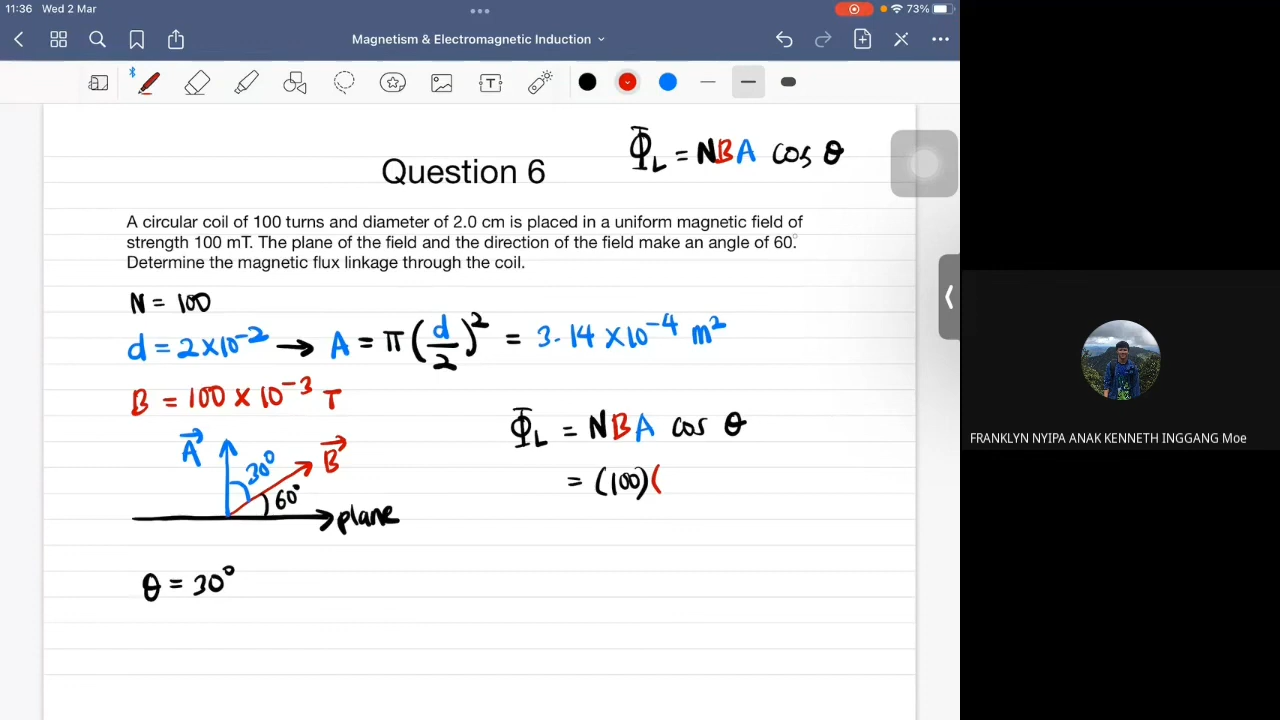 11:36 Wed 2 Mar
73%
Magnetism & Electromagnetic Induction
T
Φ_L = NBA cos θ
Question 6
A circular coil of 100 turns and diameter of 2.0 cm is placed in a uniform magnetic field of
strength 100 mT. The plane of the field and the direction of the field make an angle of 60°.
Determine the magnetic flux linkage through the coil.
N = 100
d = 2×10⁻² → A = π(d/2)² = 3.14 ×10⁻⁴ m²
B = 100 × 10⁻³ T
Φ_L = NBA cos θ
= (100)(
A⃗ 30° B⃗
60°
plane
θ = 30°
FRANKLYN NYIPA ANAK KENNETH INGGANG Moe